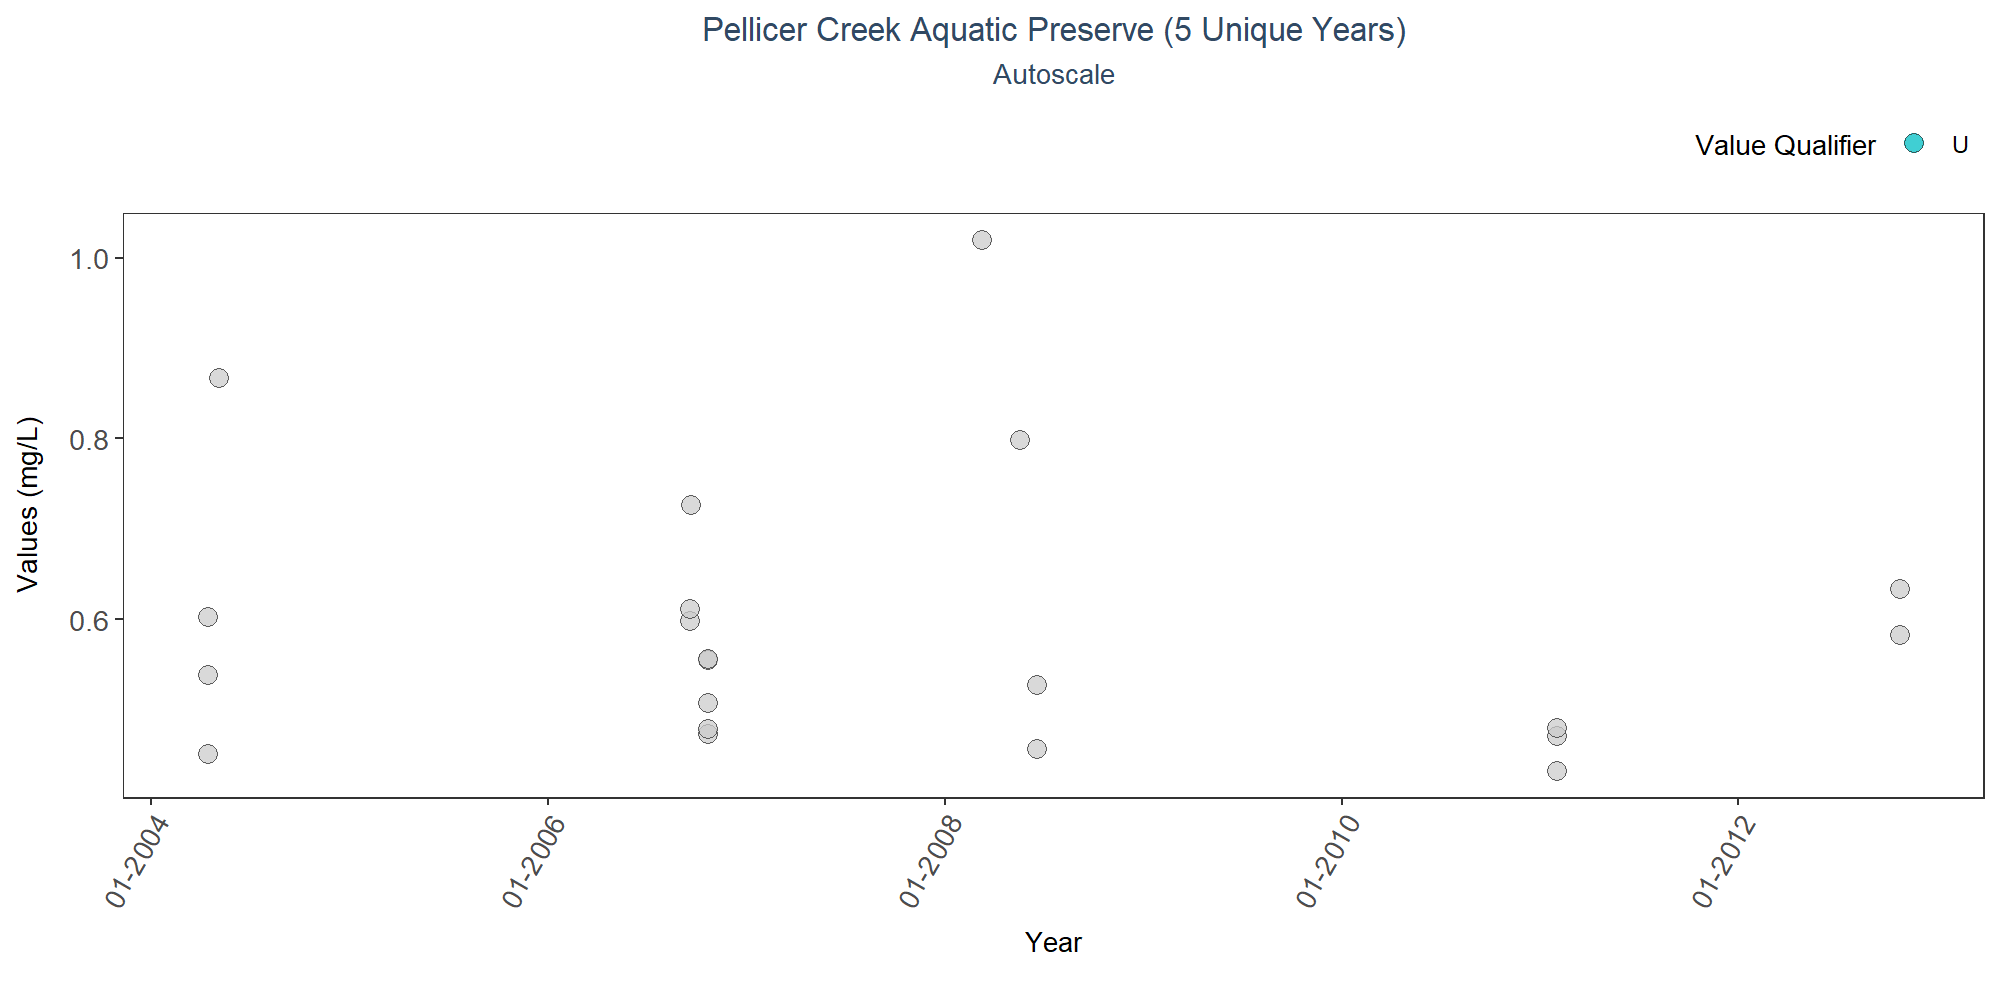 Pellicer Creek Aquatic Preserve (5 Unique Years)
Autoscale
Value Qualifier U
1.0
0.8
0.6
Values (mg/L)
01-2004 01-2006 01-2008 01-2010 01-2012
Year